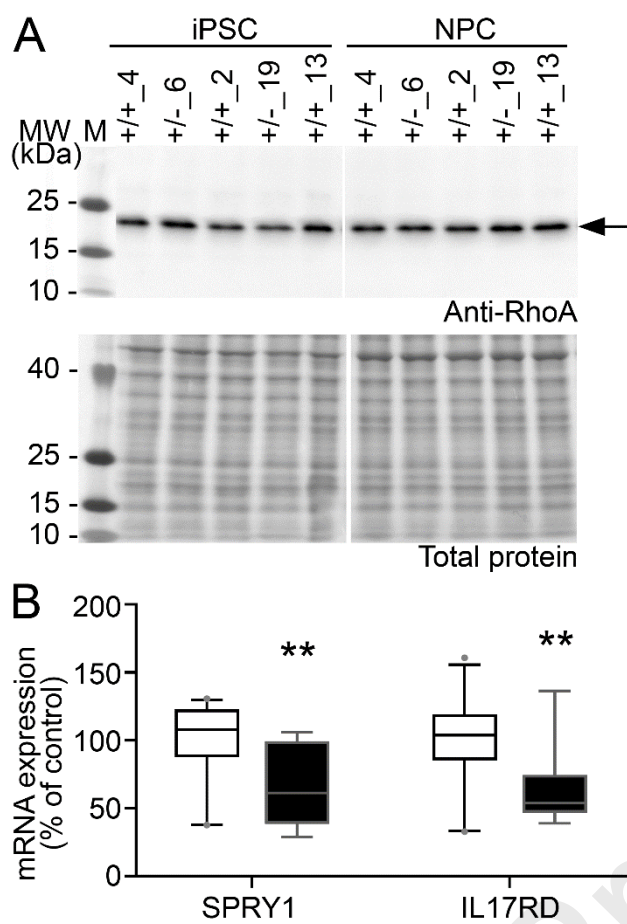 A
iPSC NPC
+/+_4 +/-_6 +/+_2 +/-_19 +/+_13 +/+_4 +/-_6 +/+_2 +/-_19 +/+_13
MW M
(kDa)
25 -
15 -
10 -
Anti-RhoA
40 -
25 -
15 -
10 -
Total protein
B
mRNA expression
(% of control)
200
150
100
50
0
** **
SPRY1 IL17RD